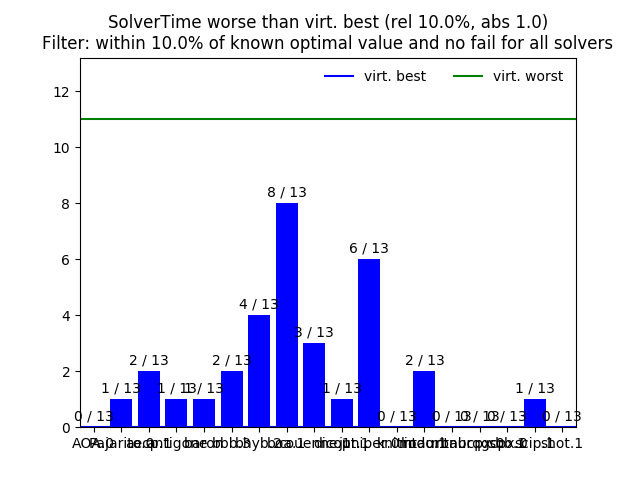 SolverTime worse than virt. best (rel 10.0%, abs 1.0)
Filter: within 10.0% of known optimal value and no fail for all solvers
virt. best
virt. worst
12
10
8
6
4
2
0
0 / 13
1 / 13
2 / 13
1 / 13
1 / 13
2 / 13
4 / 13
8 / 13
3 / 13
1 / 13
6 / 13
0 / 13
2 / 13
0 / 13
0 / 13
0 / 13
1 / 13
0 / 13